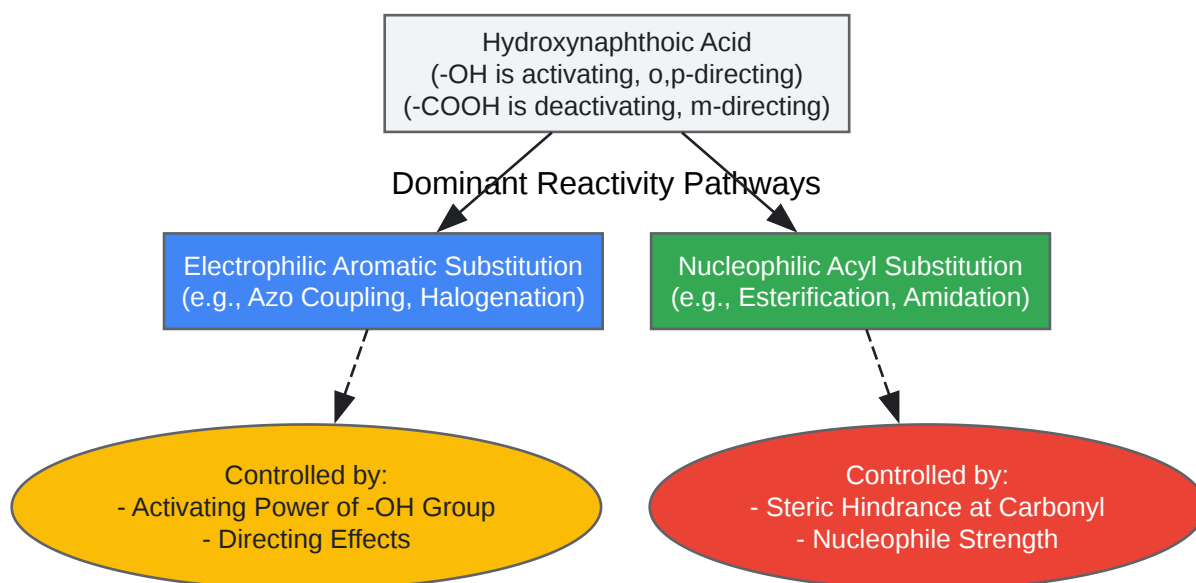 Hydroxynaphthoic Acid
(-OH is activating, o,p-directing)
(-COOH is deactivating, m-directing)
Dominant Reactivity Pathways
Electrophilic Aromatic Substitution
(e.g., Azo Coupling, Halogenation)
Nucleophilic Acyl Substitution
(e.g., Esterification, Amidation)
Controlled by:
- Activating Power of -OH Group
- Directing Effects
Controlled by:
- Steric Hindrance at Carbonyl
- Nucleophile Strength